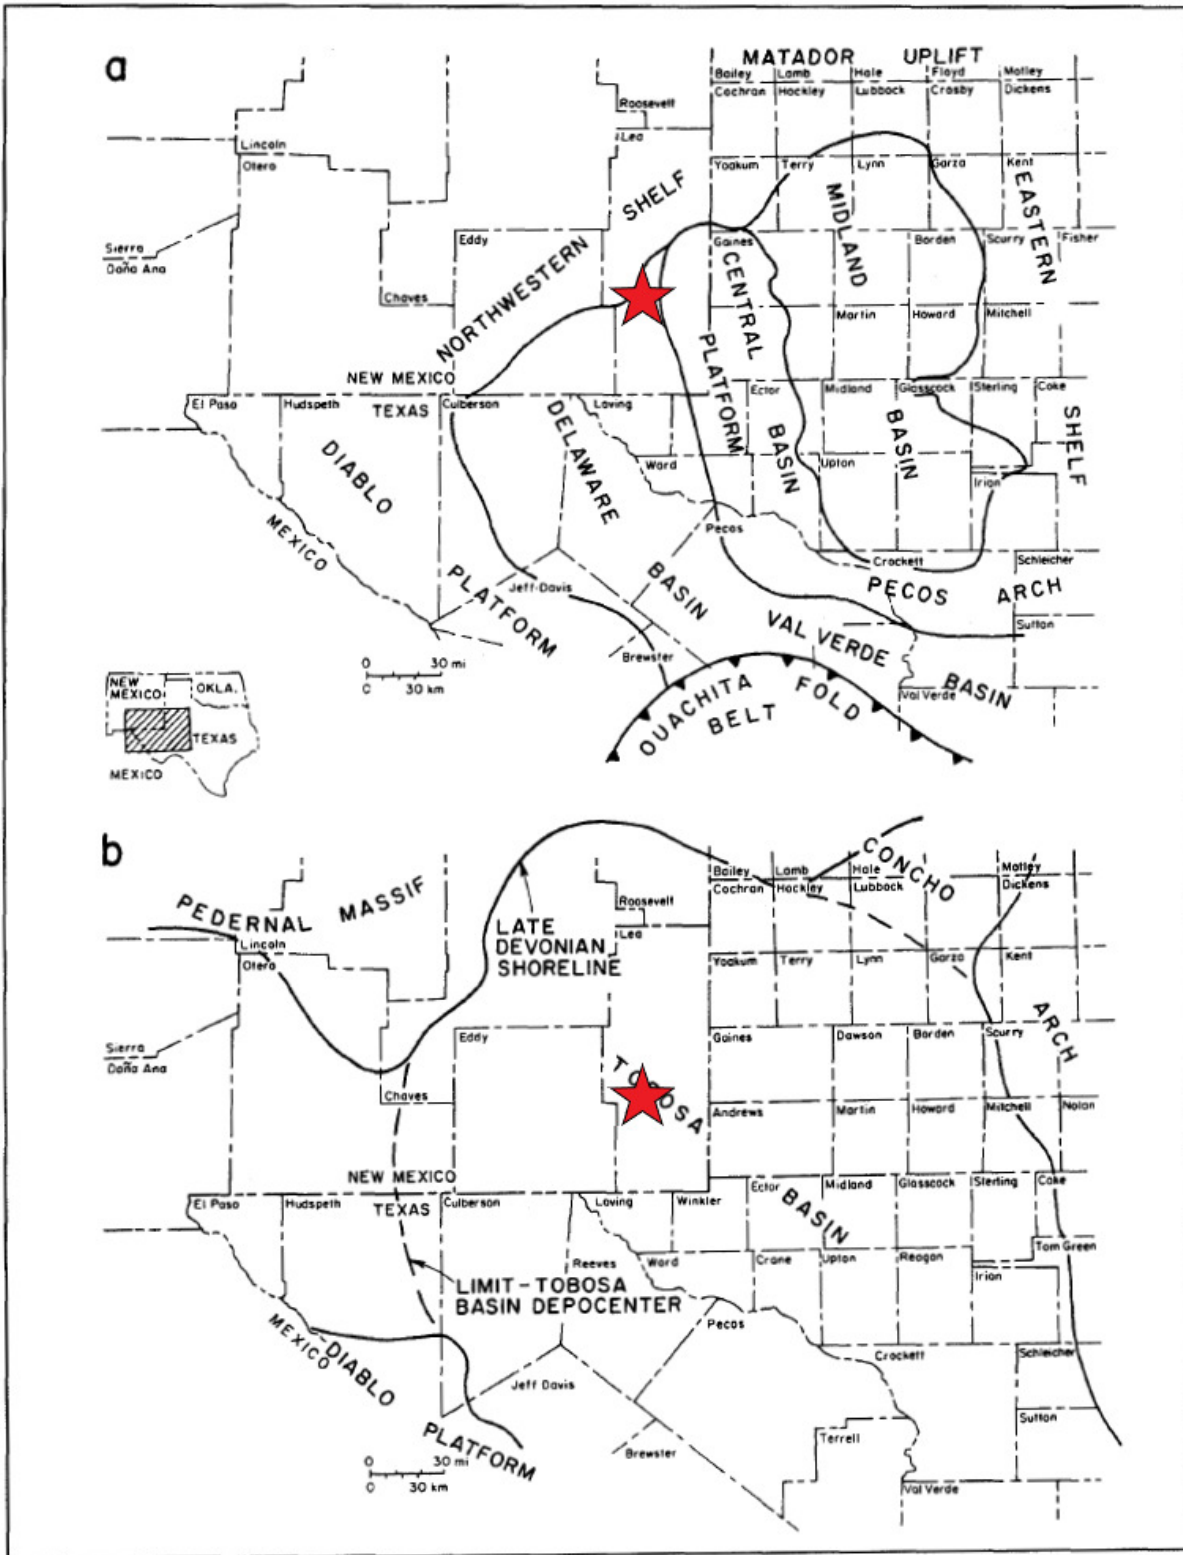 a
MATADOR UPLIFT
Bailey Lamb Hale Floyd Motley
Cochran Hockley Lubbock Crosby Dickens
Roosevelt
Lea
Lincoln
Otero
Yoakum Terry Lynn Garza Kent
SHELF
MIDLAND
EASTERN
Sierra
Doña Ana
Eddy
Gaines
Borden Scurry Fisher
NORTHWESTERN
CENTRAL
Chaves
Martin Howard Mitchell
PLATFORM
NEW MEXICO
El Paso Hudspeth TEXAS Culberson
DELAWARE
Loving
Ector Midland Glasscock Sterling Coke
DIABLO
BASIN
BASIN
SHELF
Ward
Upton
Irion
MEXICO
Pecos
PLATFORM
Jeff Davis
BASIN
Crockett
Schleicher
PECOS ARCH
VAL VERDE
Sutton
0 30 mi
0 30 km
Brewster
BASIN
Val Verde
OUACHITA FOLD
BELT
NEW
MEXICO
OKLA.
TEXAS
MEXICO
b
CONCHO
Bailey Lamb Hale Motley
Cochran Hockley Lubbock Dickens
PEDERNAL MASSIF
LATE
DEVONIAN
SHORELINE
Roosevelt
Lea
Lincoln
Otero
Yoakum Terry Lynn Garza Kent
ARCH
Sierra
Doña Ana
Eddy
Gaines Dawson Borden Scurry
Chaves
Andrews Martin Howard Mitchell Nolan
NEW MEXICO
El Paso Hudspeth TEXAS Culberson
Loving Winkler
Ector Midland Glasscock Sterling Coke
BASIN
Tom Green
Reeves Ward Crane Upton Reagan
Irion
LIMIT-TOBOSA
BASIN DEPOCENTER
Pecos
MEXICO
DIABLO
Crockett
Schleicher
Jeff Davis
Sutton
PLATFORM
Terrell
Brewster
0 30 mi
0 30 km
Val Verde